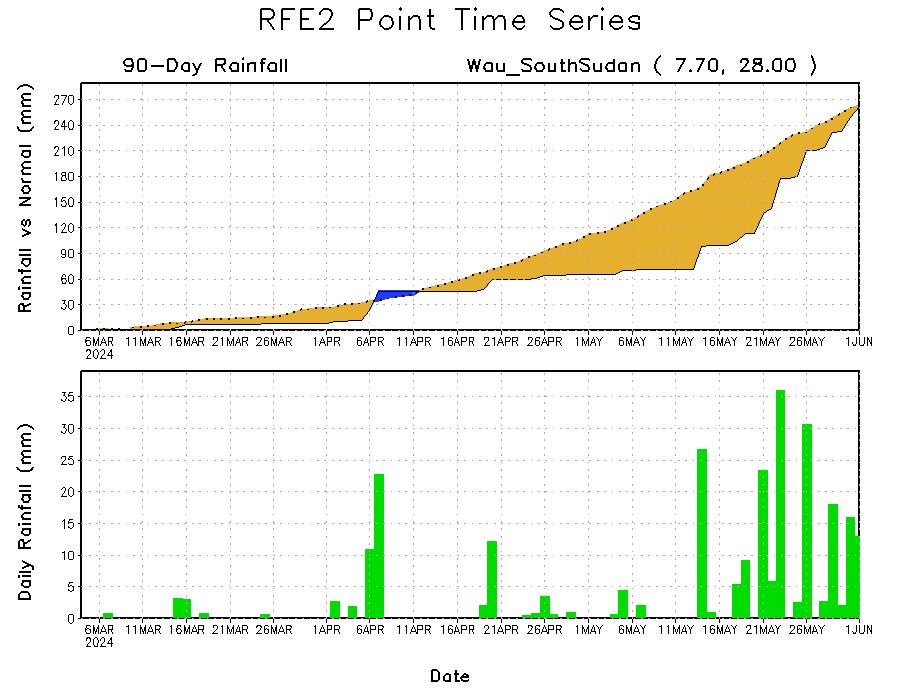 RFE2 Point Time Series
90-Day Rainfall Wau_SouthSudan ( 7.70, 28.00 )
Rainfall vs Normal (mm)
270
240
210
180
150
120
90
60
30
0
6MAR 11MAR 16MAR 21MAR 26MAR 1APR 6APR 11APR 16APR 21APR 26APR 1MAY 6MAY 11MAY 16MAY 21MAY 26MAY 1JUN
2024
Daily Rainfall (mm)
35
30
25
20
15
10
5
0
6MAR 11MAR 16MAR 21MAR 26MAR 1APR 6APR 11APR 16APR 21APR 26APR 1MAY 6MAY 11MAY 16MAY 21MAY 26MAY 1JUN
2024
Date